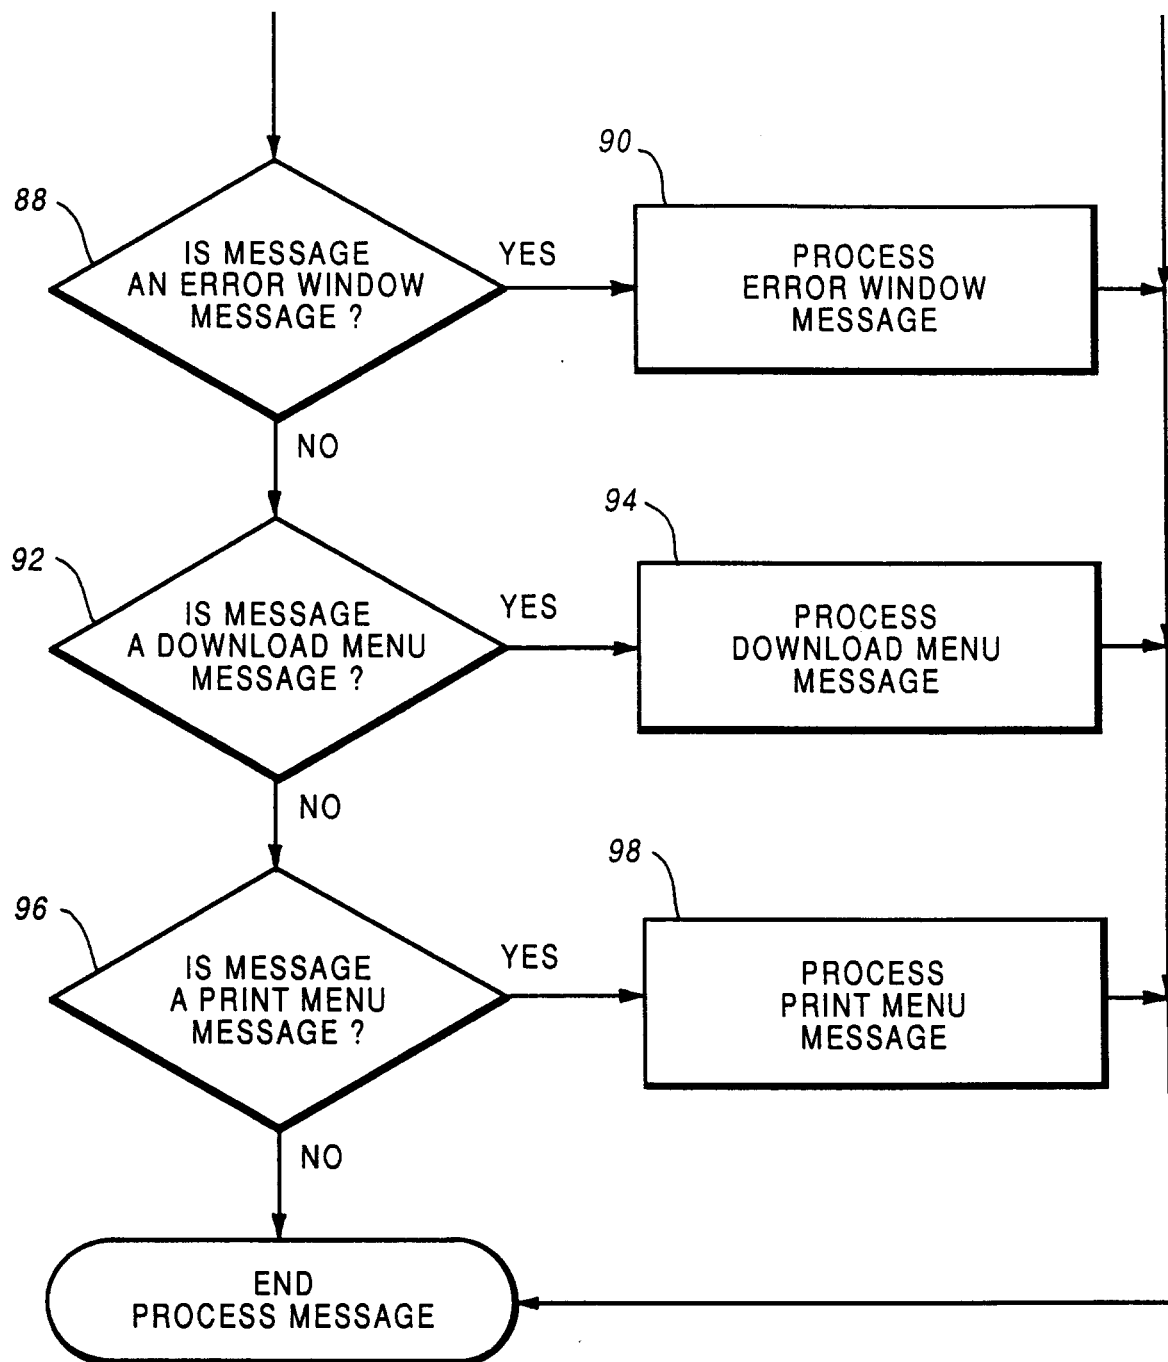 90
88
IS MESSAGE
AN ERROR WINDOW
MESSAGE ?
YES
PROCESS
ERROR WINDOW
MESSAGE
NO
94
92
IS MESSAGE
A DOWNLOAD MENU
MESSAGE ?
YES
PROCESS
DOWNLOAD MENU
MESSAGE
NO
98
96
IS MESSAGE
A PRINT MENU
MESSAGE ?
YES
PROCESS
PRINT MENU
MESSAGE
NO
END
PROCESS MESSAGE